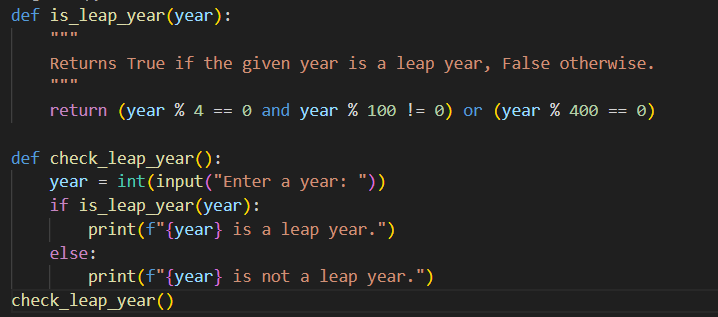 def is_leap_year(year):
    """
    Returns True if the given year is a leap year, False otherwise.
    """
    return (year % 4 == 0 and year % 100 != 0) or (year % 400 == 0)

def check_leap_year():
    year = int(input("Enter a year: "))
    if is_leap_year(year):
        print(f"{year} is a leap year.")
    else:
        print(f"{year} is not a leap year.")
check_leap_year()